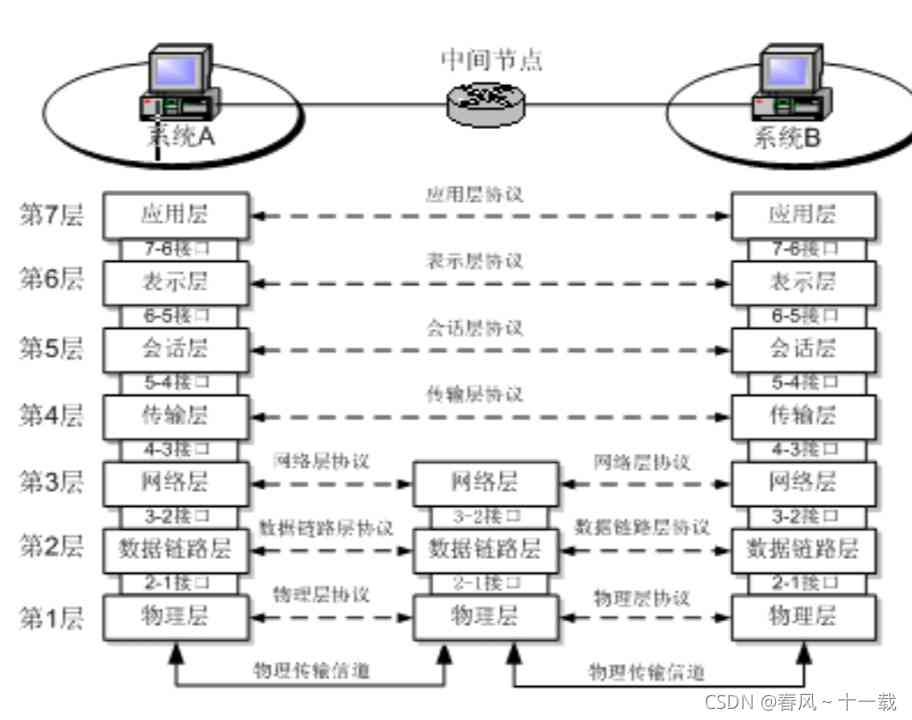 中间节点
系统A
系统B
应用层协议
第7层 应用层 应用层
7-6接口 7-6接口
表示层协议
第6层 表示层 表示层
6-5接口 6-5接口
会话层协议
第5层 会话层 会话层
5-4接口 5-4接口
传输层协议
第4层 传输层 传输层
4-3接口 4-3接口
网络层协议 网络层协议
第3层 网络层 网络层 网络层
3-2接口 3-2接口 3-2接口
数据链路层协议 数据链路层协议
第2层 数据链路层 数据链路层 数据链路层
2-1接口 2-1接口 2-1接口
物理层协议 物理层协议
第1层 物理层 物理层 物理层
物理传输信道 物理传输信道
CSDN @春风~十一载